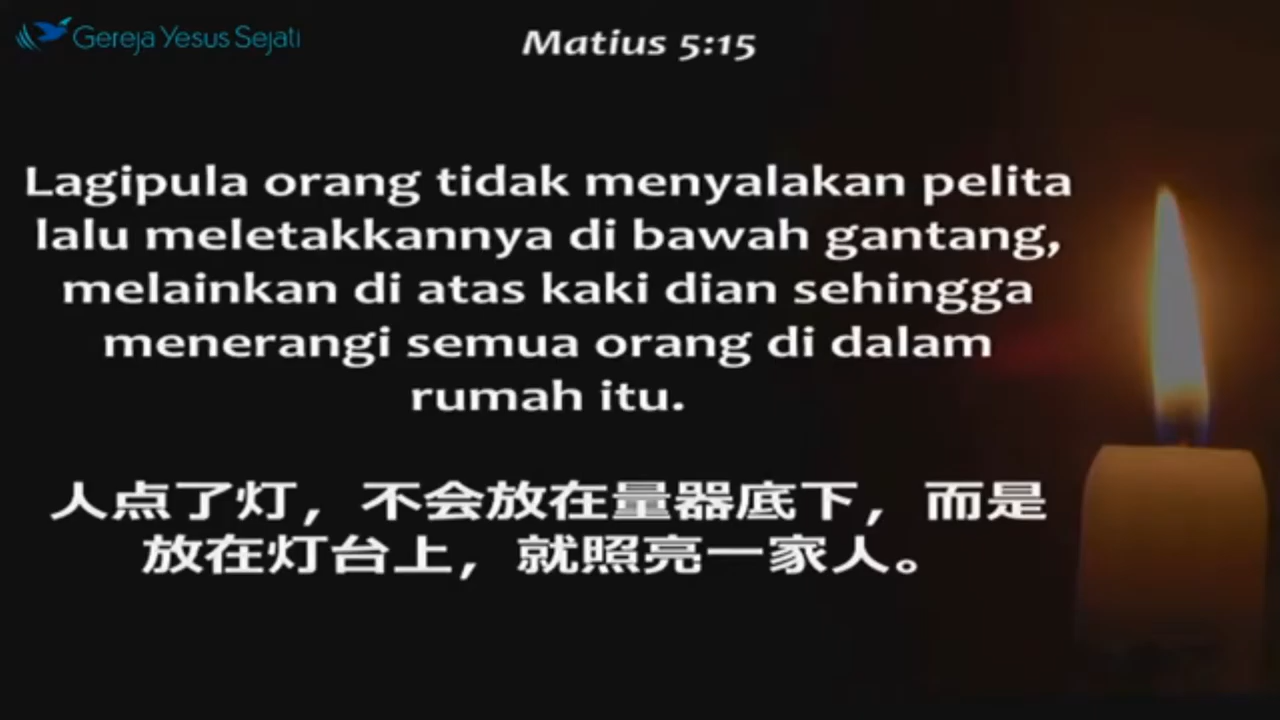 Gereja Yesus Sejati
Matius 5:15
Lagipula orang tidak menyalakan pelita
lalu meletakkannya di bawah gantang,
melainkan di atas kaki dian sehingga
menerangi semua orang di dalam
rumah itu.
人点了灯，不会放在量器底下，而是
放在灯台上，就照亮一家人。